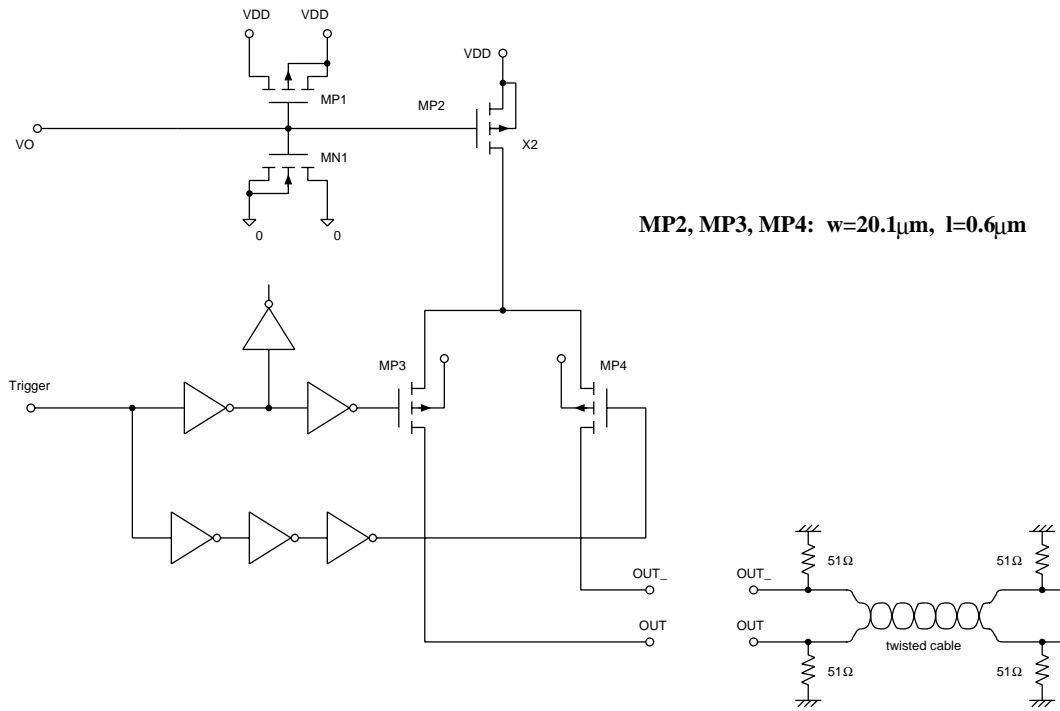 VDD
VDD
VDD
MP1
MP2
VO
X2
MN1
0
0
MP2, MP3, MP4: w=20.1μm, l=0.6μm
MP3
MP4
Trigger
OUT_
OUT
OUT_
OUT
51Ω
51Ω
twisted cable
51Ω
51Ω